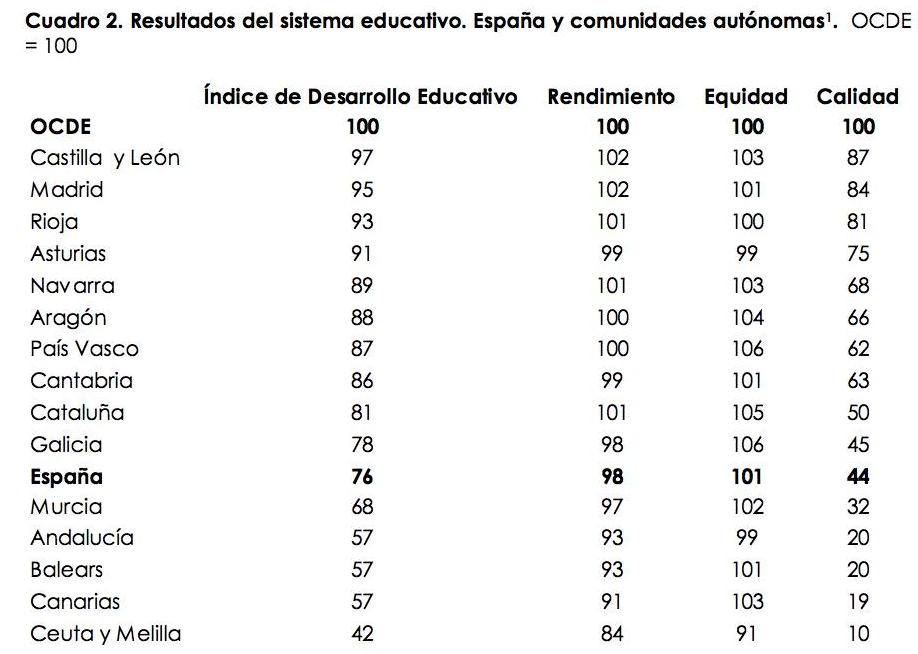 Cuadro 2. Resultados del sistema educativo. España y comunidades autónomas¹. OCDE
= 100
Índice de Desarrollo Educativo Rendimiento Equidad Calidad
OCDE 100 100 100 100
Castilla y León 97 102 103 87
Madrid 95 102 101 84
Rioja 93 101 100 81
Asturias 91 99 99 75
Navarra 89 101 103 68
Aragón 88 100 104 66
País Vasco 87 100 106 62
Cantabria 86 99 101 63
Cataluña 81 101 105 50
Galicia 78 98 106 45
España 76 98 101 44
Murcia 68 97 102 32
Andalucía 57 93 99 20
Balears 57 93 101 20
Canarias 57 91 103 19
Ceuta y Melilla 42 84 91 10